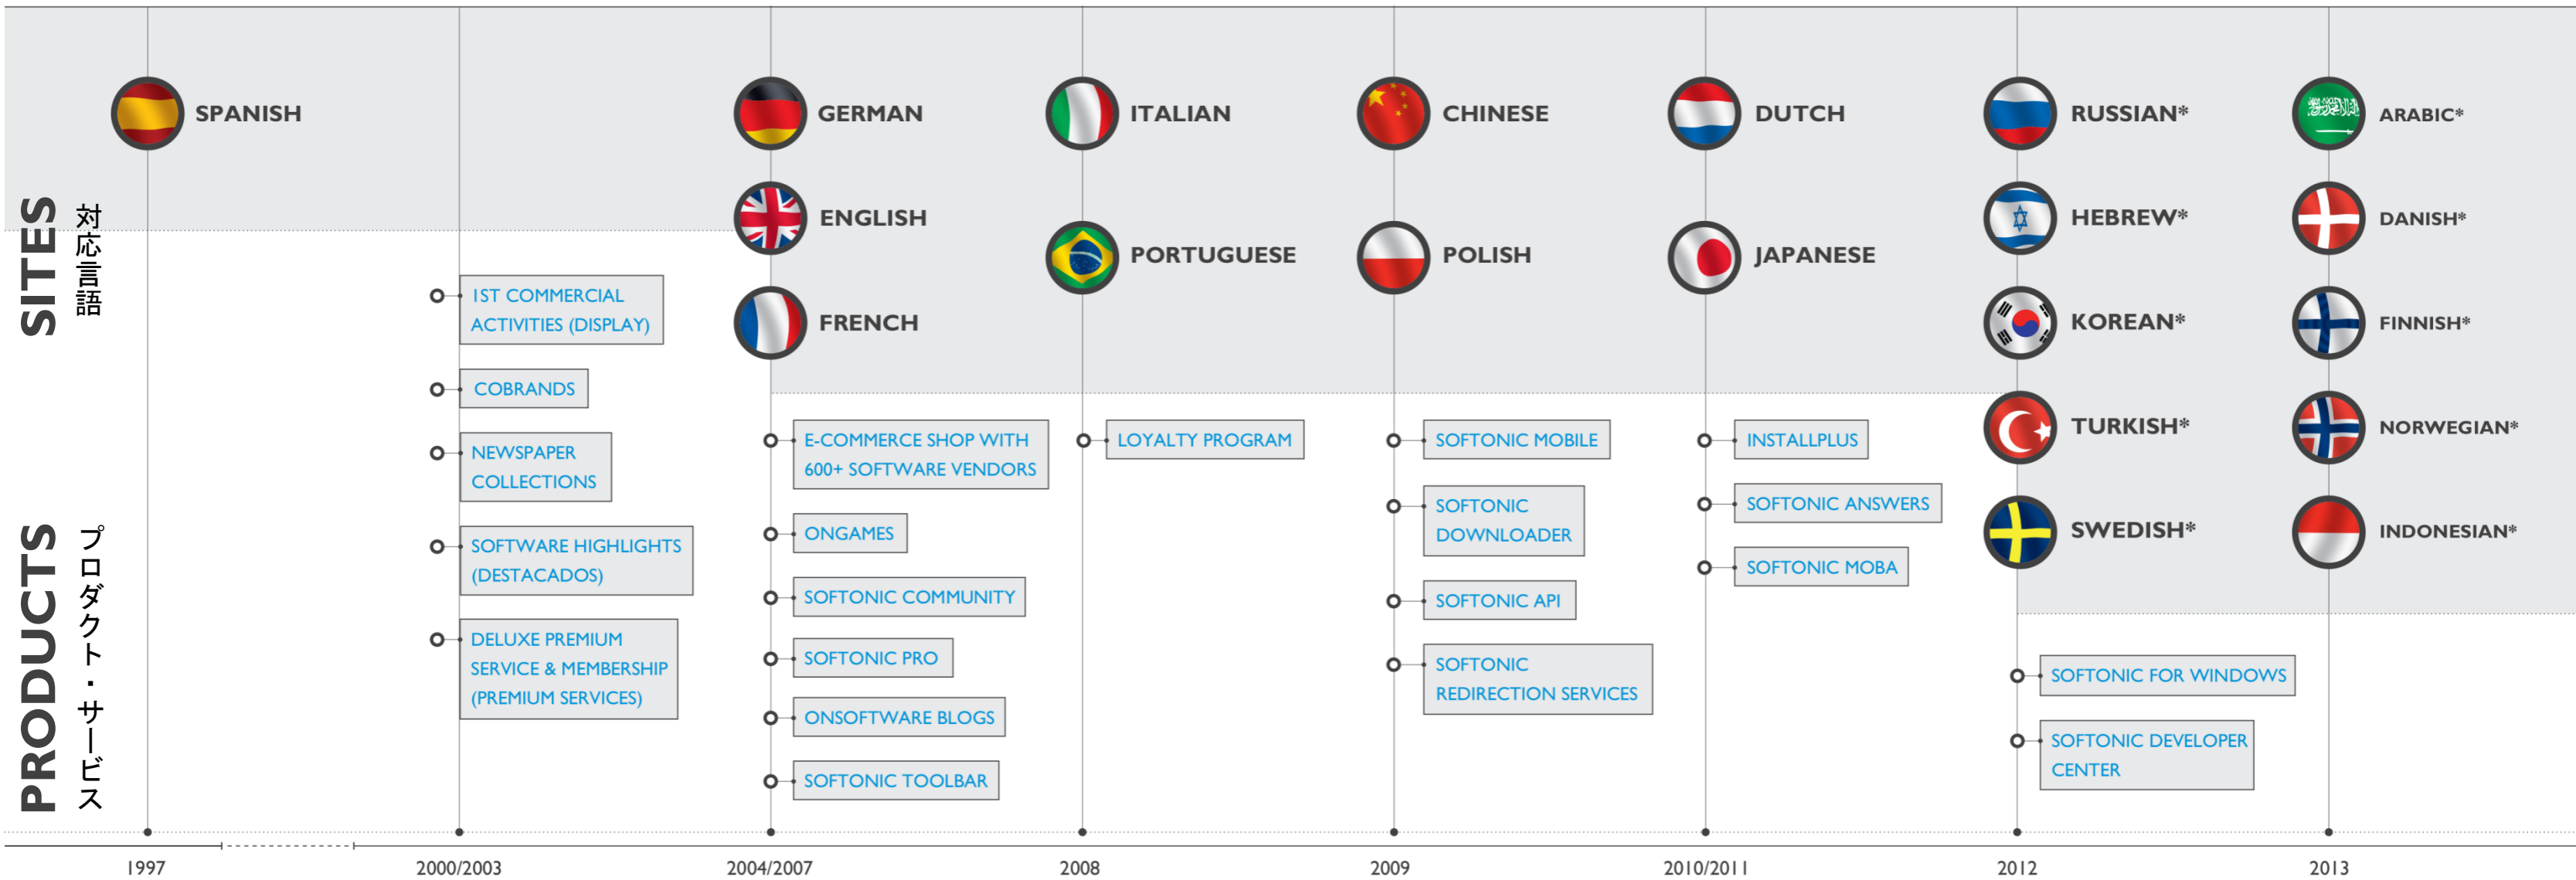 SITES
対応言語
PRODUCTS
プロダクト・サービス
SPANISH
1ST COMMERCIAL
ACTIVITIES (DISPLAY)
COBRANDS
NEWSPAPER
COLLECTIONS
SOFTWARE HIGHLIGHTS
(DESTACADOS)
DELUXE PREMIUM
SERVICE & MEMBERSHIP
(PREMIUM SERVICES)
GERMAN
ENGLISH
FRENCH
E-COMMERCE SHOP WITH
600+ SOFTWARE VENDORS
ONGAMES
SOFTONIC COMMUNITY
SOFTONIC PRO
ONSOFTWARE BLOGS
SOFTONIC TOOLBAR
ITALIAN
PORTUGUESE
LOYALTY PROGRAM
CHINESE
POLISH
SOFTONIC MOBILE
SOFTONIC
DOWNLOADER
SOFTONIC API
SOFTONIC
REDIRECTION SERVICES
DUTCH
JAPANESE
INSTALLPLUS
SOFTONIC ANSWERS
SOFTONIC MOBA
RUSSIAN*
HEBREW*
KOREAN*
TURKISH*
SWEDISH*
SOFTONIC FOR WINDOWS
SOFTONIC DEVELOPER
CENTER
ARABIC*
DANISH*
FINNISH*
NORWEGIAN*
INDONESIAN*
1997
2000/2003
2004/2007
2008
2009
2010/2011
2012
2013